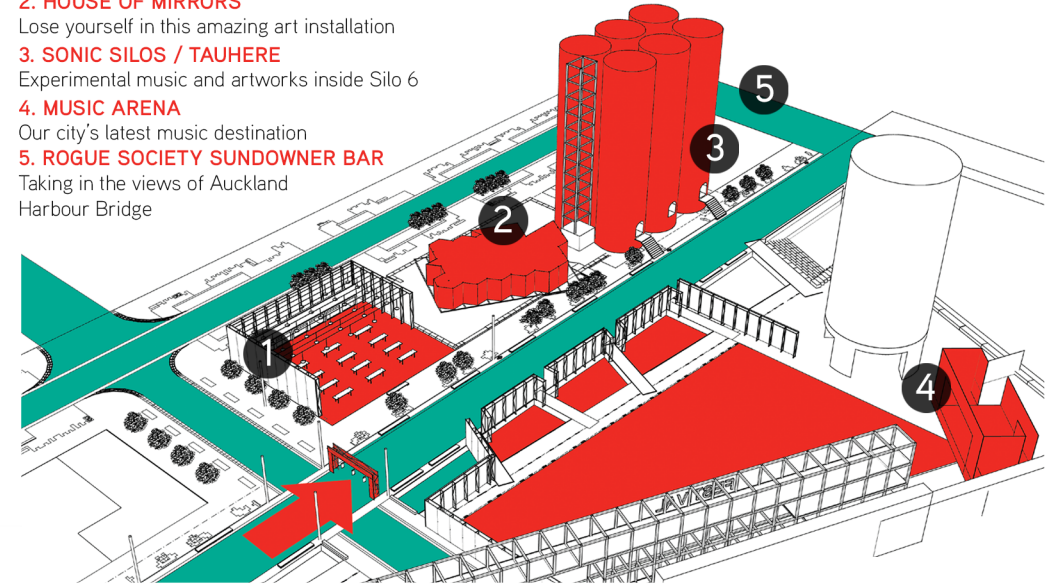 2. HOUSE OF MIRRORS
Lose yourself in this amazing art installation
3. SONIC SILOS / TAUHERE
Experimental music and artworks inside Silo 6
4. MUSIC ARENA
Our city’s latest music destination
5. ROGUE SOCIETY SUNDOWNER BAR
Taking in the views of Auckland
Harbour Bridge
5
3
2
1
4
FESTIVAL